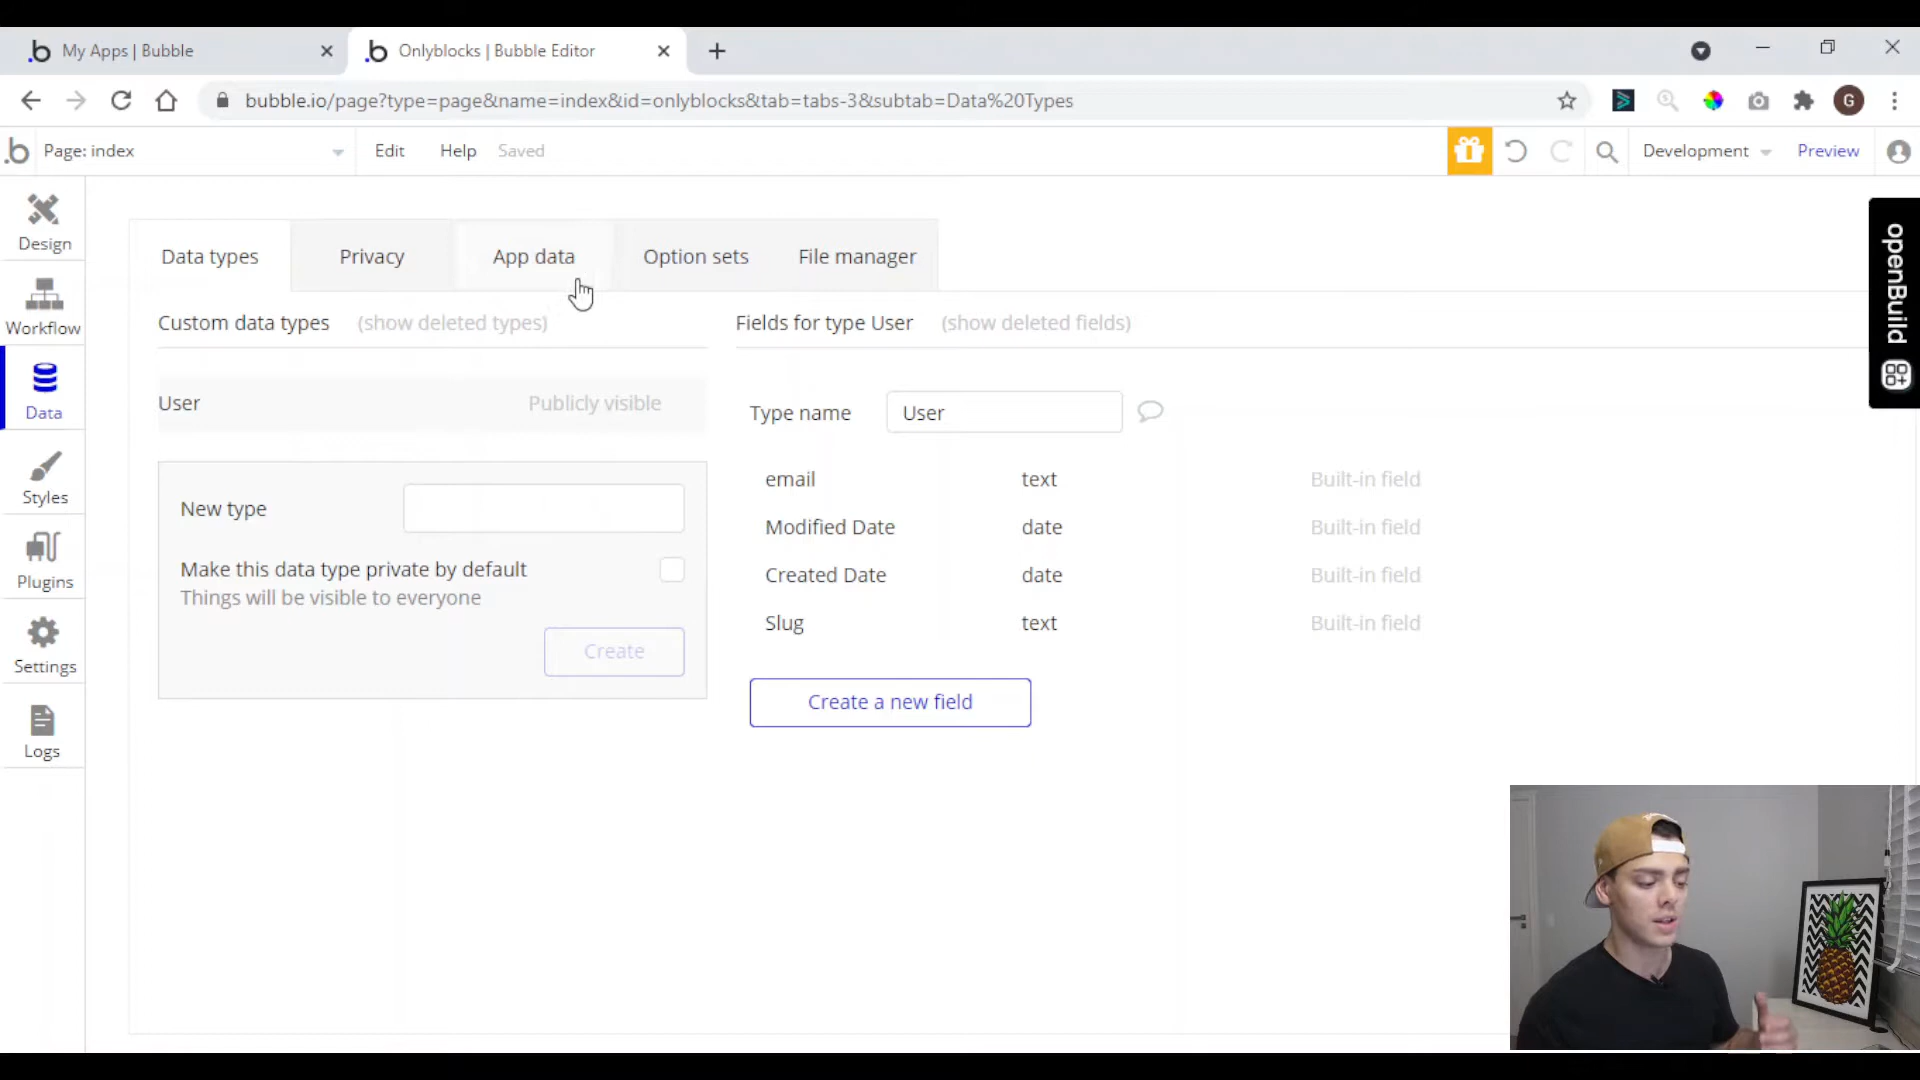 My Apps | Bubble
Onlyblocks | Bubble Editor
bubble.io/page?type=page&name=index&id=onlyblocks&tab=tabs-3&subtab=Data%20Types
G
Page: index
Edit
Help
Saved
Development
Preview
Design
Workflow
Data
Styles
Plugins
Settings
Logs
Data types
Privacy
App data
Option sets
File manager
Custom data types (show deleted types)
User Publicly visible
New type
Make this data type private by default
Things will be visible to everyone
Create
Fields for type User (show deleted fields)
Type name User
email text Built-in field
Modified Date date Built-in field
Created Date date Built-in field
Slug text Built-in field
Create a new field
openBuild